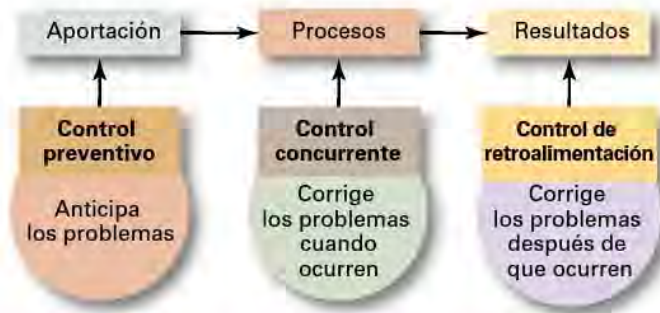 Aportación
Procesos
Resultados
Control
preventivo
Anticipa
los problemas
Control
concurrente
Corrige
los problemas
cuando
ocurren
Control de
retroalimentación
Corrige
los problemas
después de
que ocurren